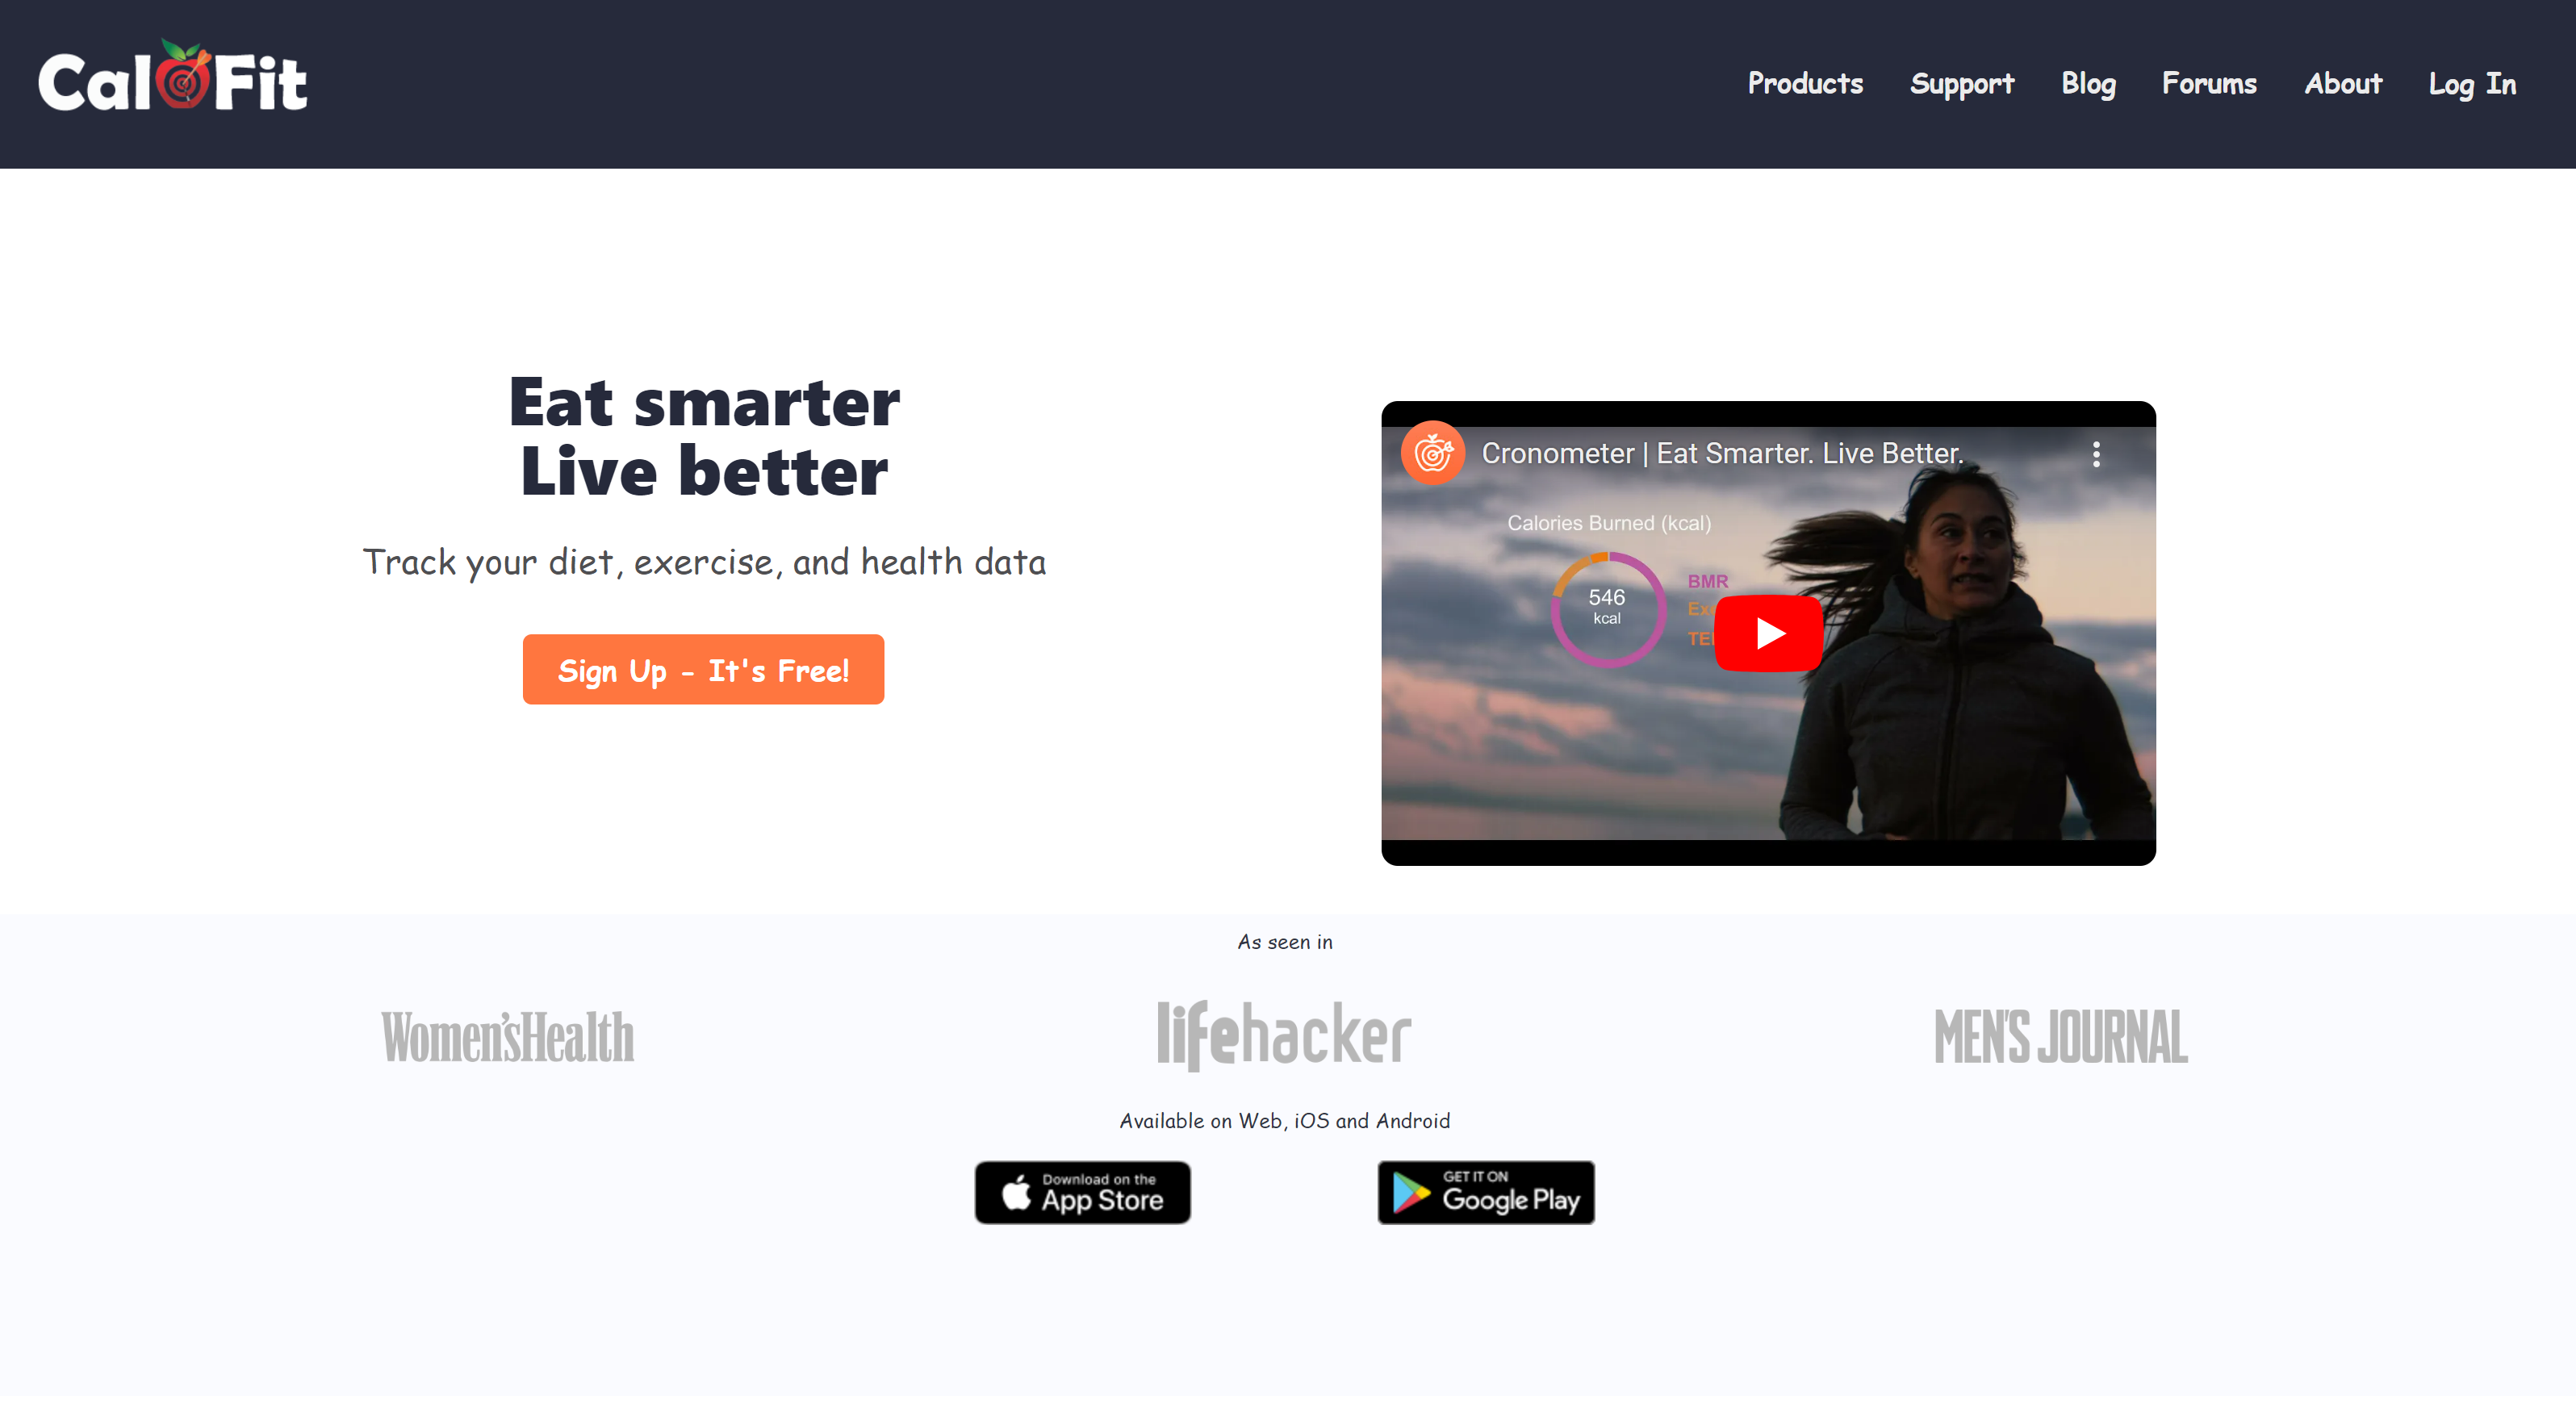 Cal Fit
Products Support Blog Forums About Log In
Eat smarter
Live better
Track your diet, exercise, and health data
Sign Up - It's Free!
Cronometer | Eat Smarter. Live Better.
Calories Burned (kcal)
546
kcal
BMR
As seen in
Women'sHealth
lifehacker
MEN'S JOURNAL
Available on Web, iOS and Android
Download on the
App Store
GET IT ON
Google Play